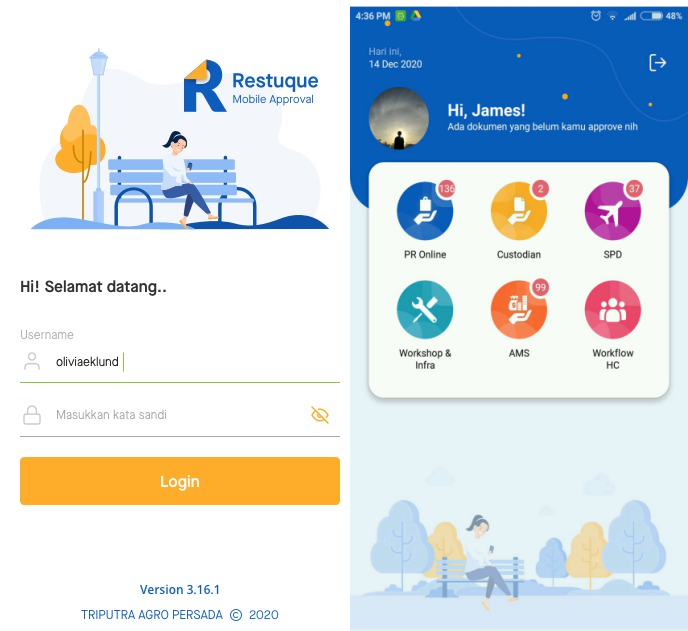 Restuque
Mobile Approval
Hi! Selamat datang..
Username
oliviaeklund
Masukkan kata sandi
Login
Version 3.16.1
TRIPUTRA AGRO PERSADA © 2020
4:36 PM
48%
Hari ini,
14 Dec 2020
Hi, James!
Ada dokumen yang belum kamu approve nih
136
2
37
PR Online
Custodian
SPD
99
Workshop &
Infra
AMS
Workflow
HC